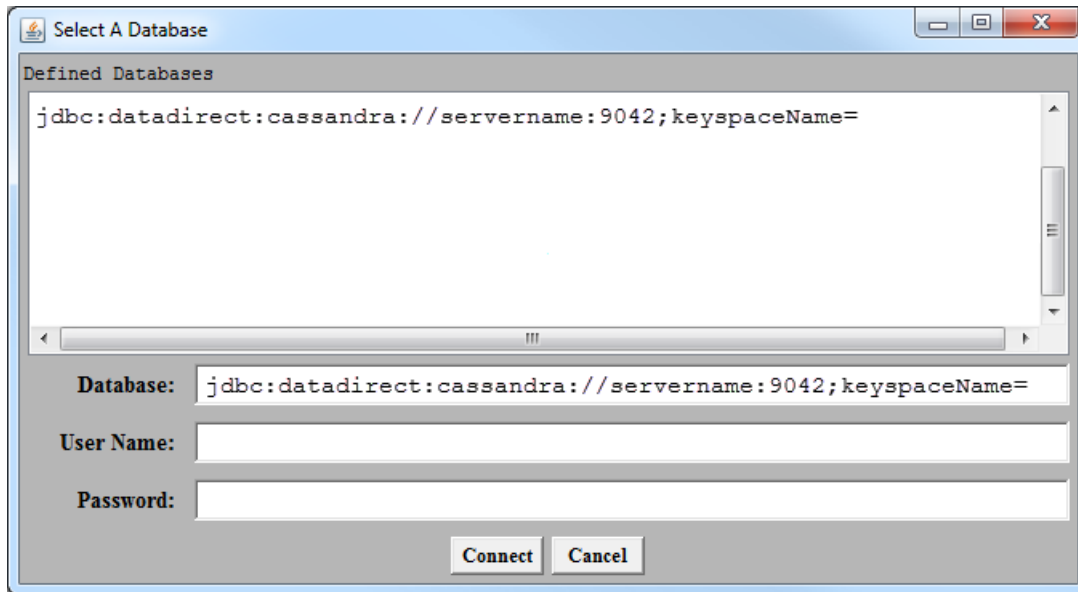 Select A Database
Defined Databases
jdbc:datadirect:cassandra://servername:9042;keyspaceName=
Database: jdbc:datadirect:cassandra://servername:9042;keyspaceName=
User Name:
Password:
Connect Cancel